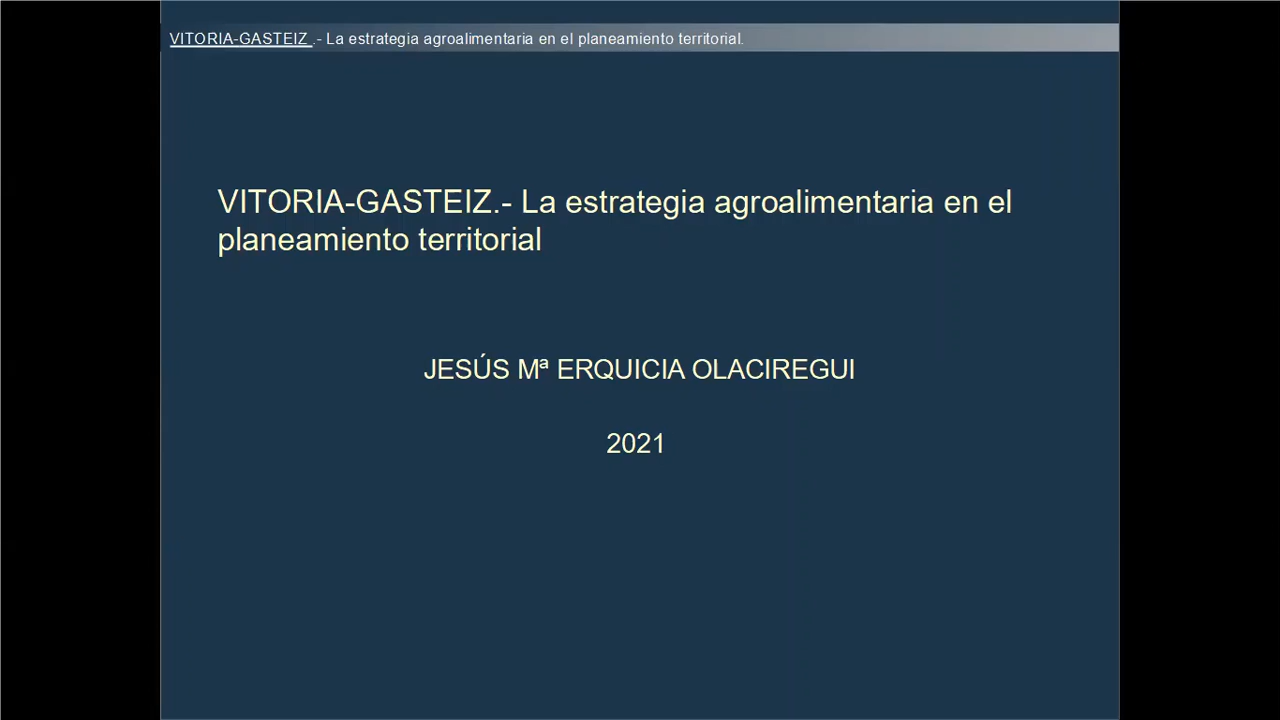 VITORIA-GASTEIZ .- La estrategia agroalimentaria en el planeamiento territorial.
VITORIA-GASTEIZ.- La estrategia agroalimentaria en el
planeamiento territorial
JESÚS Mª ERQUICIA OLACIREGUI
2021